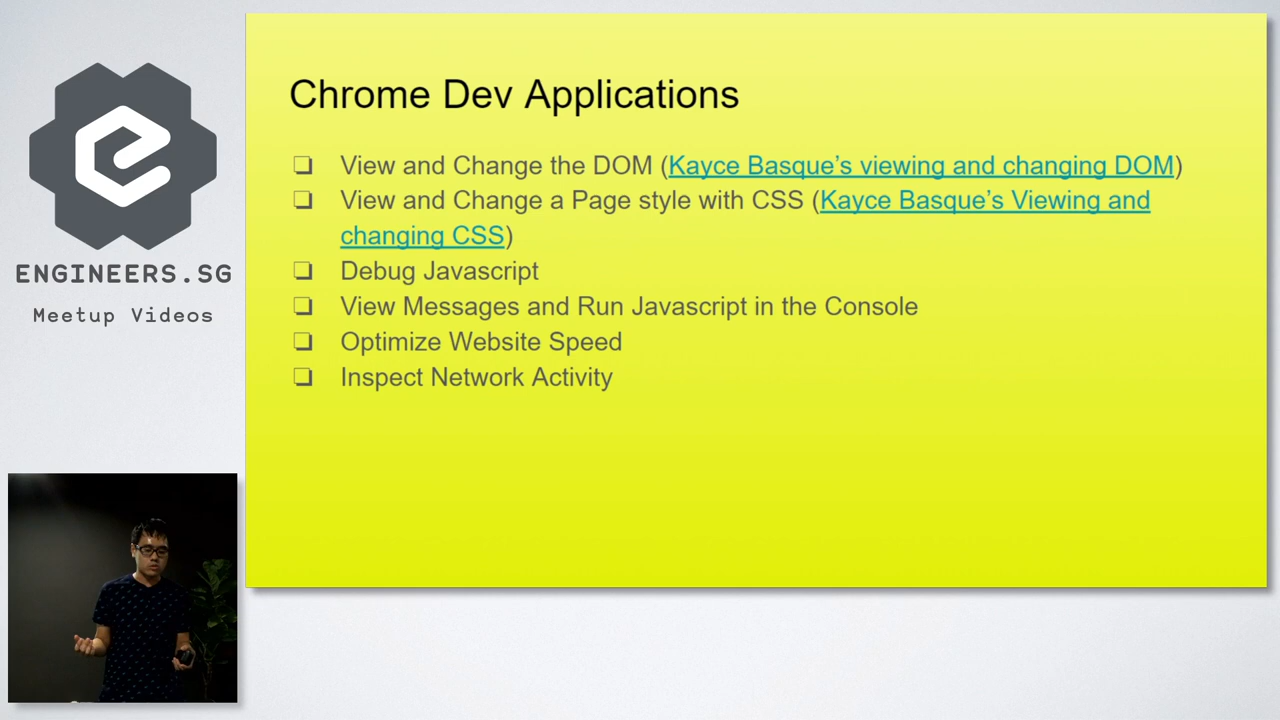 Chrome Dev Applications
❏ View and Change the DOM (Kayce Basque’s viewing and changing DOM)
❏ View and Change a Page style with CSS (Kayce Basque’s Viewing and
changing CSS)
❏ Debug Javascript
❏ View Messages and Run Javascript in the Console
❏ Optimize Website Speed
❏ Inspect Network Activity
ENGINEERS.SG
Meetup Videos